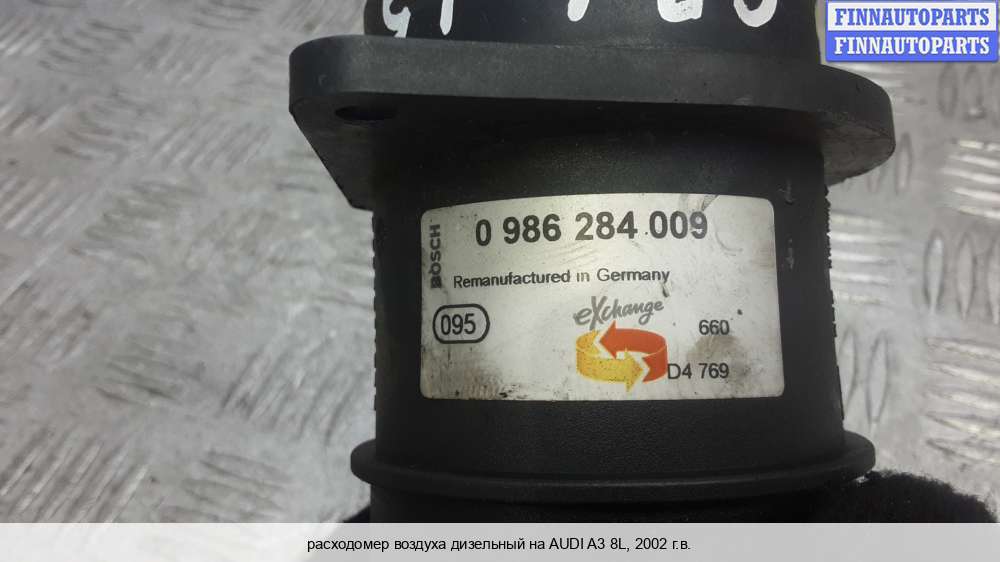 FINNAUTOPARTS
FINNAUTOPARTS
BOSCH
0 986 284 009
Remanufactured in Germany
095
eXchange
660
D4 769
расходомер воздуха дизельный на AUDI A3 8L, 2002 г.в.